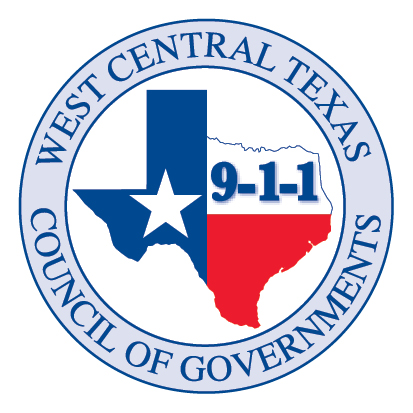 WEST CENTRAL TEXAS
9-1-1
COUNCIL OF GOVERNMENTS